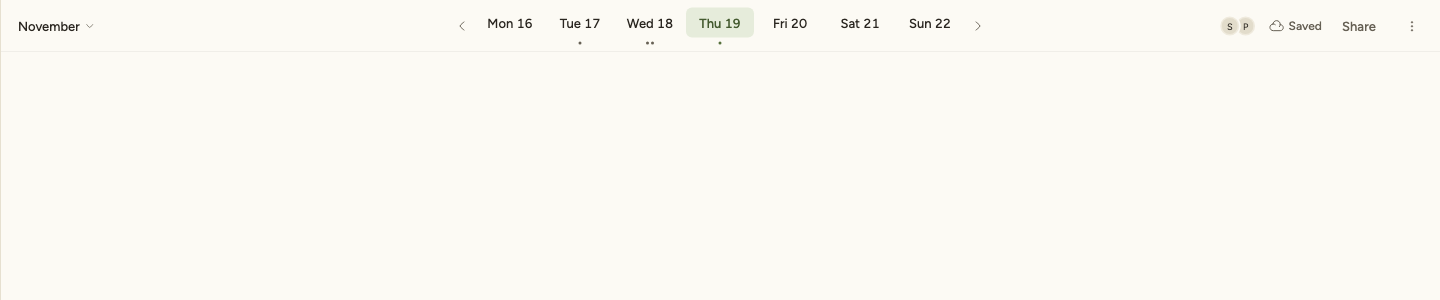 November
Mon 16
Tue 17
Wed 18
Thu 19
Fri 20
Sat 21
Sun 22
S
P
Saved
Share